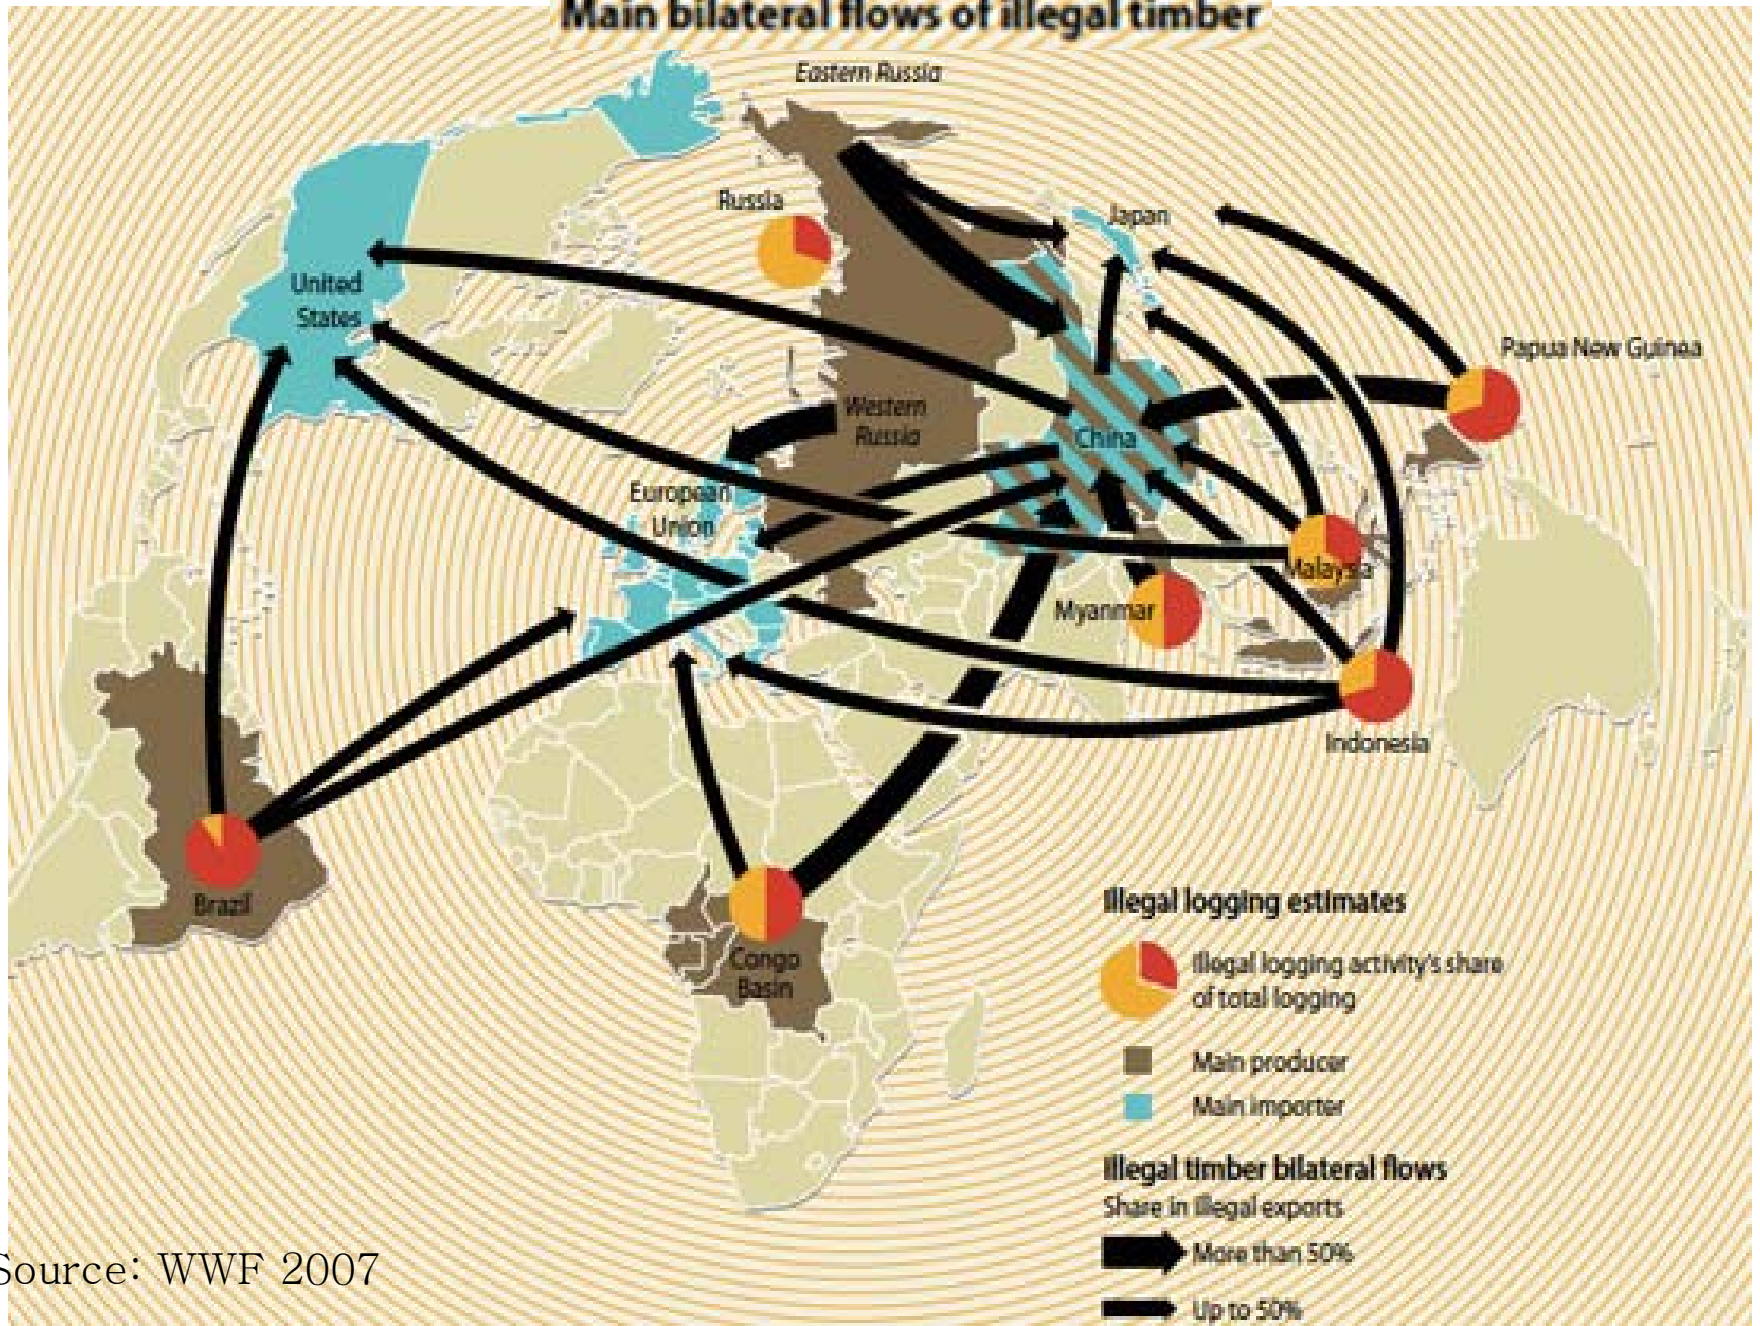 Main bilateral flows of illegal timber
Eastern Russia
Russia
Japan
United
States
Papua New Guinea
Western
Russia
China
European
Union
Malaysia
Myanmar
Indonesia
Brazil
Congo
Basin
Illegal logging estimates
Illegal logging activity's share
of total logging
Main producer
Main importer
Illegal timber bilateral flows
Share in illegal exports
More than 50%
Up to 50%
Source: WWF 2007